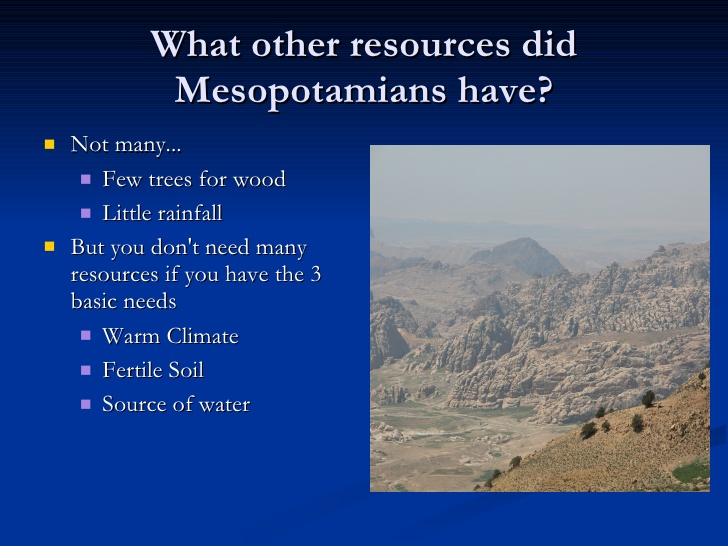 What other resources did
Mesopotamians have?
Not many...
Few trees for wood
Little rainfall
But you don't need many
resources if you have the 3
basic needs
Warm Climate
Fertile Soil
Source of water